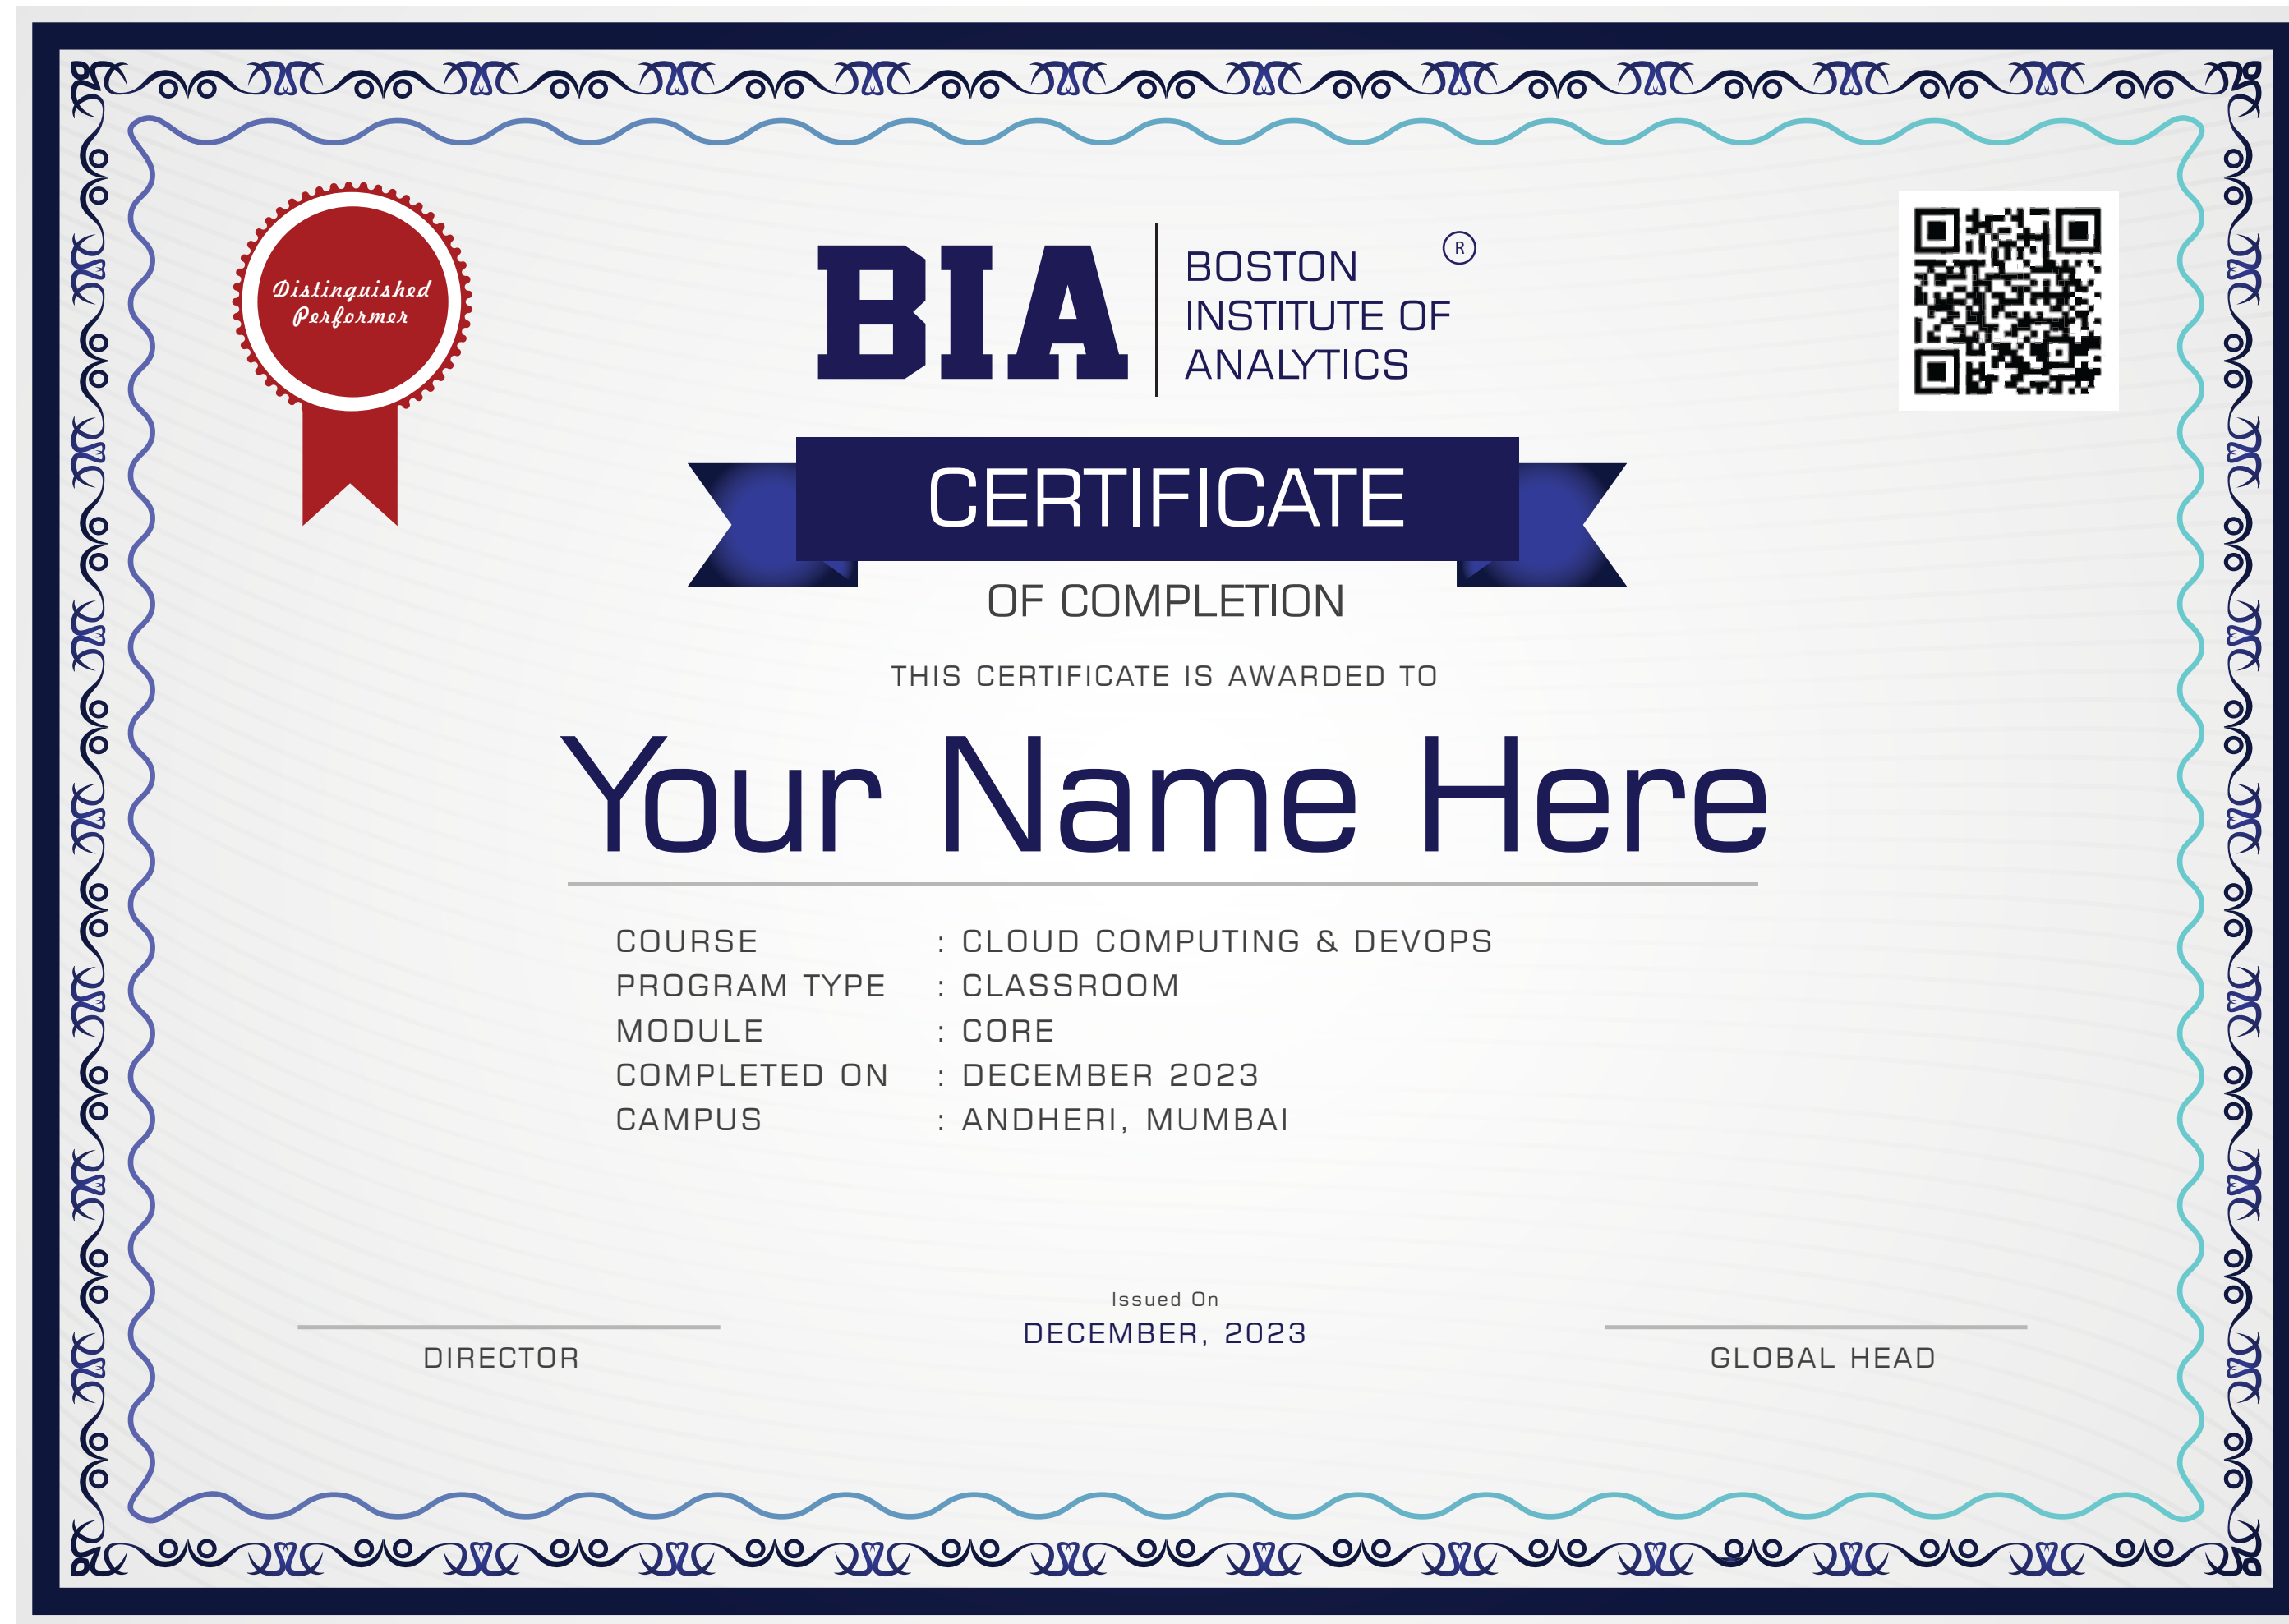 Distinguished
Performer
BIA
BOSTON
INSTITUTE OF
ANALYTICS
®
CERTIFICATE
OF COMPLETION
THIS CERTIFICATE IS AWARDED TO
Your Name Here
COURSE : CLOUD COMPUTING & DEVOPS
PROGRAM TYPE : CLASSROOM
MODULE : CORE
COMPLETED ON : DECEMBER 2023
CAMPUS : ANDHERI, MUMBAI
Issued On
DECEMBER, 2023
DIRECTOR
GLOBAL HEAD